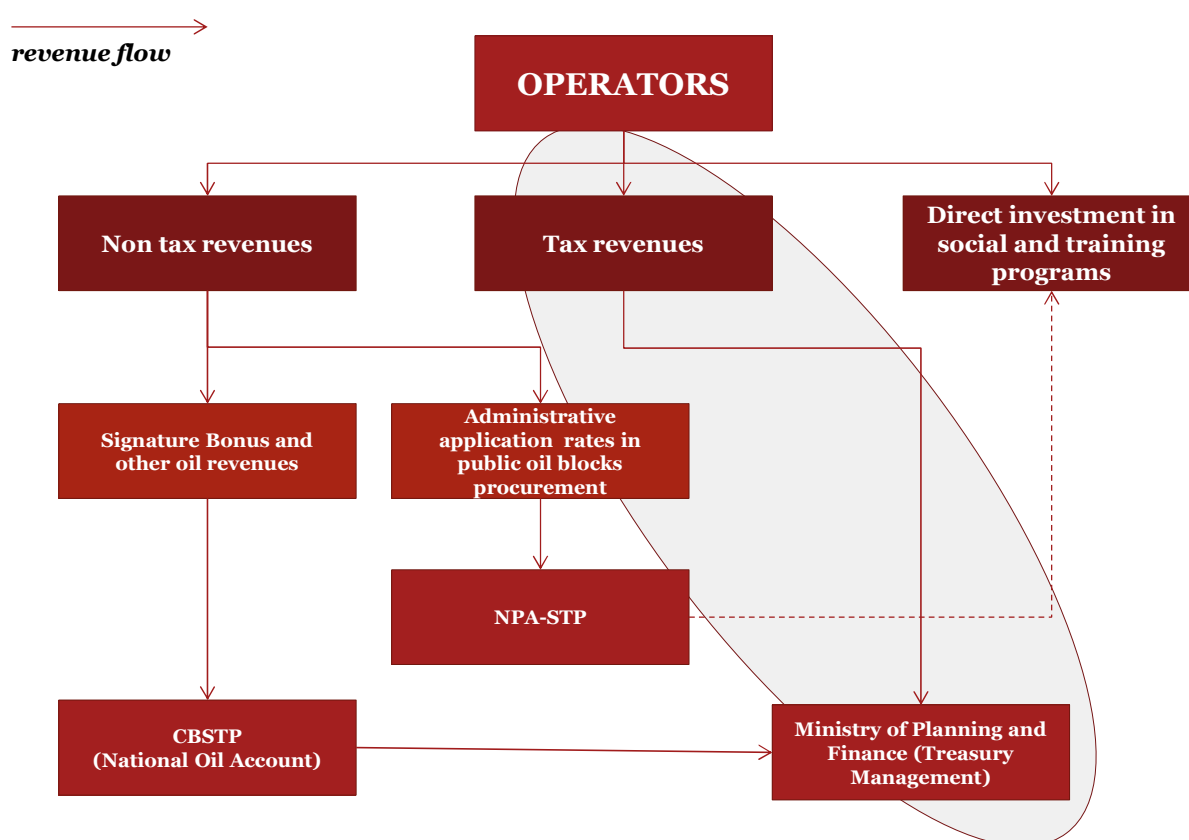 revenue flow
OPERATORS
Non tax revenues
Tax revenues
Direct investment in
social and training
programs
Signature Bonus and
other oil revenues
Administrative
application rates in
public oil blocks
procurement
NPA-STP
CBSTP
(National Oil Account)
Ministry of Planning and
Finance (Treasury
Management)